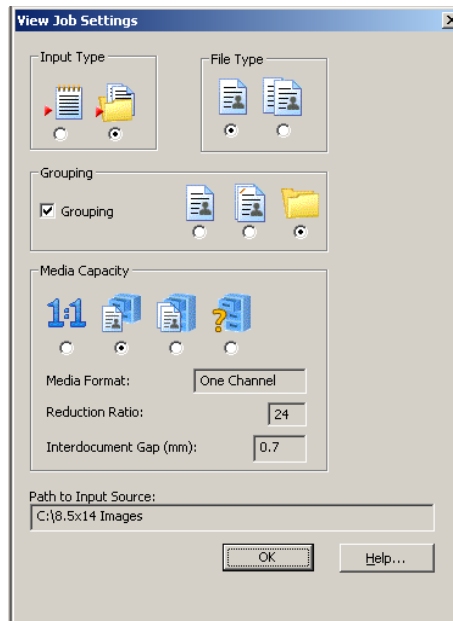 View Job Settings
Input Type
File Type
Grouping
Grouping
Media Capacity
1:1
?
Media Format: One Channel
Reduction Ratio: 24
Interdocument Gap (mm): 0.7
Path to Input Source:
C:\8.5x14 Images
OK Help...